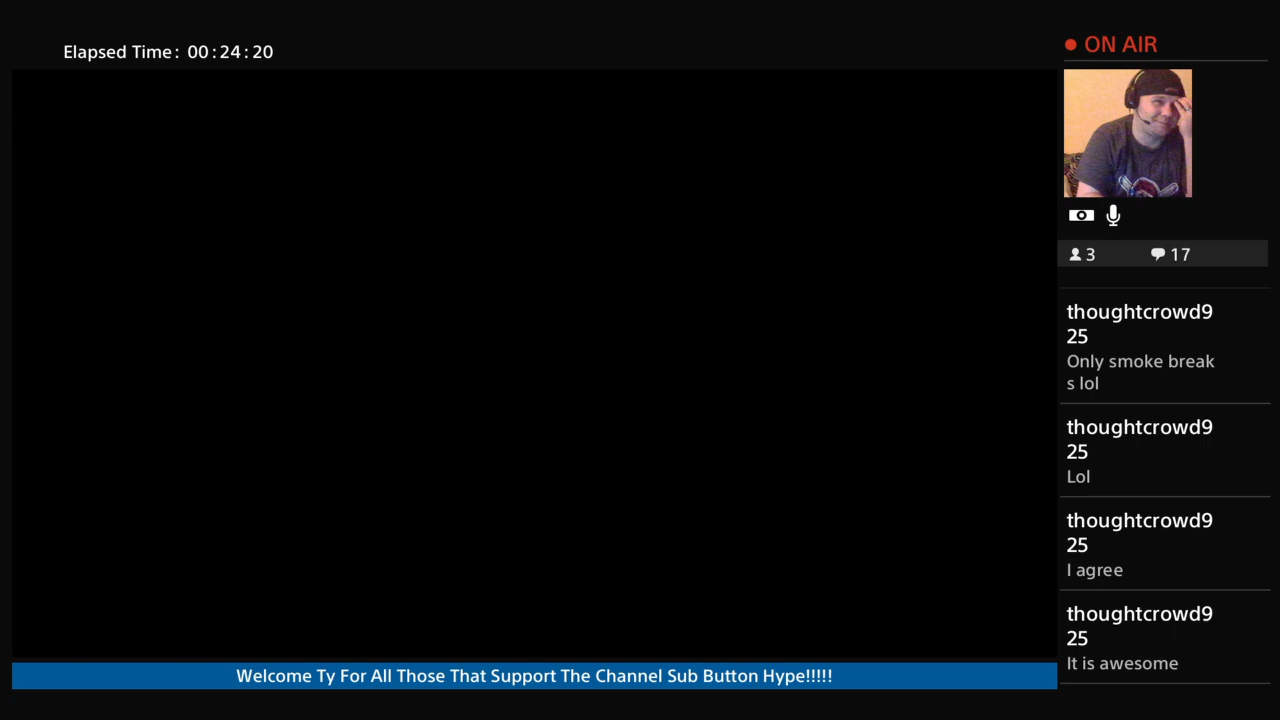 Elapsed Time: 00:24:20
ON AIR
3
17
thoughtcrowd9
25
Only smoke break
s lol
thoughtcrowd9
25
Lol
thoughtcrowd9
25
I agree
thoughtcrowd9
25
It is awesome
Welcome Ty For All Those That Support The Channel Sub Button Hype!!!!!